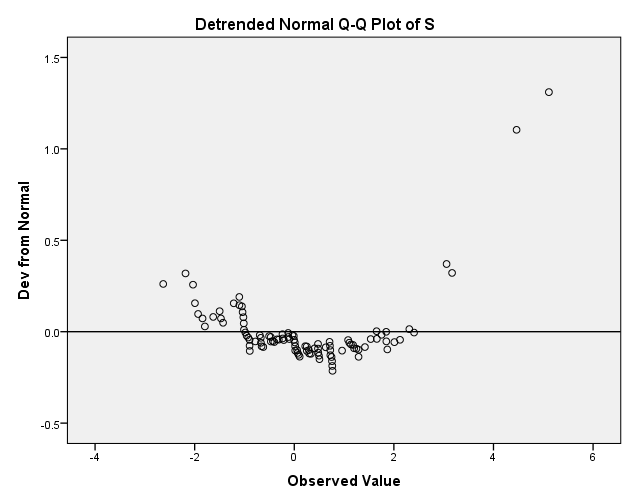 Detrended Normal Q-Q Plot of S
Dev from Normal
1.5
1.0
0.5
0.0
-0.5
-4 -2 0 2 4 6
Observed Value